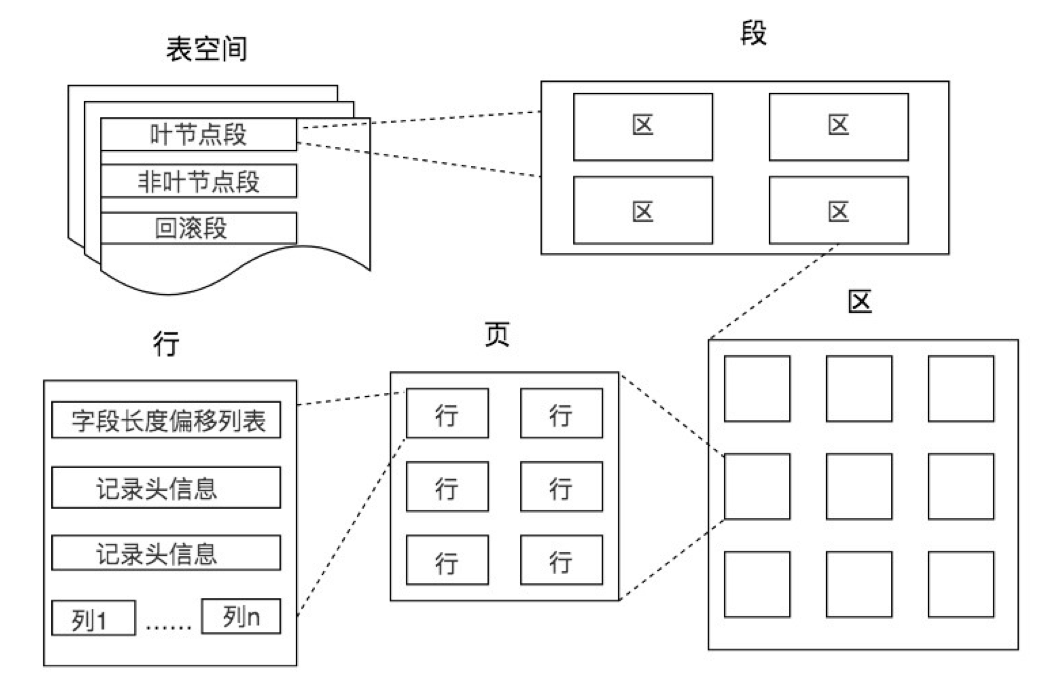 表空间
叶节点段
非叶节点段
回滚段
段
区 区
区 区
区
页
行 行
行 行
行 行
行
字段长度偏移列表
记录头信息
记录头信息
列1 ...... 列n